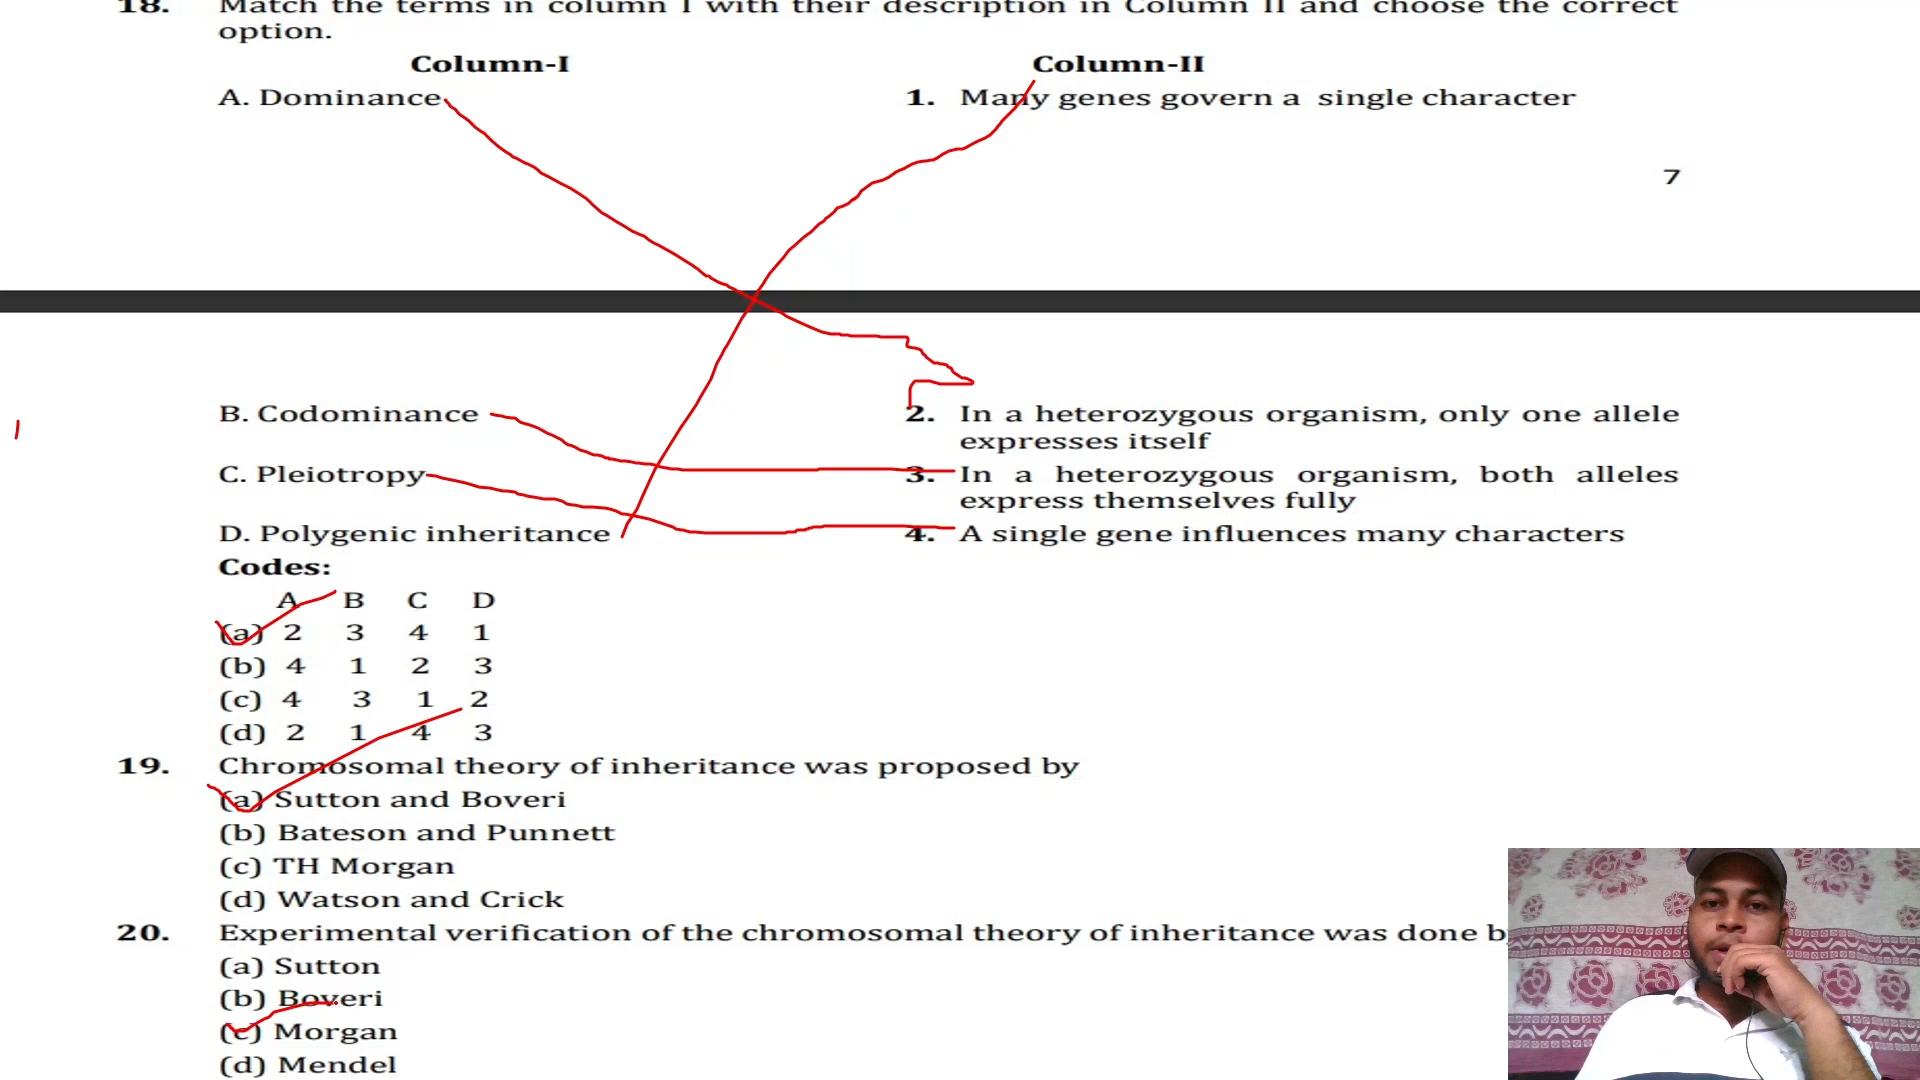 18. Match the terms in column I with their description in Column II and choose the correct
option.
Column-I Column-II
A. Dominance 1. Many genes govern a single character
7
B. Codominance 2. In a heterozygous organism, only one allele
expresses itself
C. Pleiotropy 3. In a heterozygous organism, both alleles
express themselves fully
D. Polygenic inheritance 4. A single gene influences many characters
Codes:
A B C D
(a) 2 3 4 1
(b) 4 1 2 3
(c) 4 3 1 2
(d) 2 1 4 3
19. Chromosomal theory of inheritance was proposed by
(a) Sutton and Boveri
(b) Bateson and Punnett
(c) TH Morgan
(d) Watson and Crick
20. Experimental verification of the chromosomal theory of inheritance was done
(a) Sutton
(b) Boveri
(c) Morgan
(d) Mendel